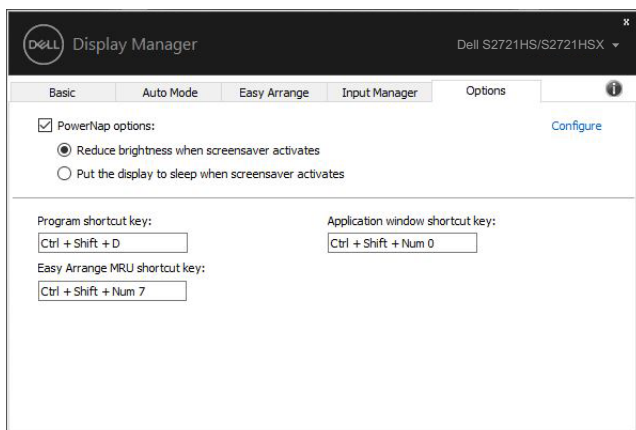 x
DELL Display Manager
Dell S2721HS/S2721HSX
Basic Auto Mode Easy Arrange Input Manager Options
PowerNap options: Configure
Reduce brightness when screensaver activates
Put the display to sleep when screensaver activates
Program shortcut key: Application window shortcut key:
Ctrl + Shift + D Ctrl + Shift + Num 0
Easy Arrange MRU shortcut key:
Ctrl + Shift + Num 7